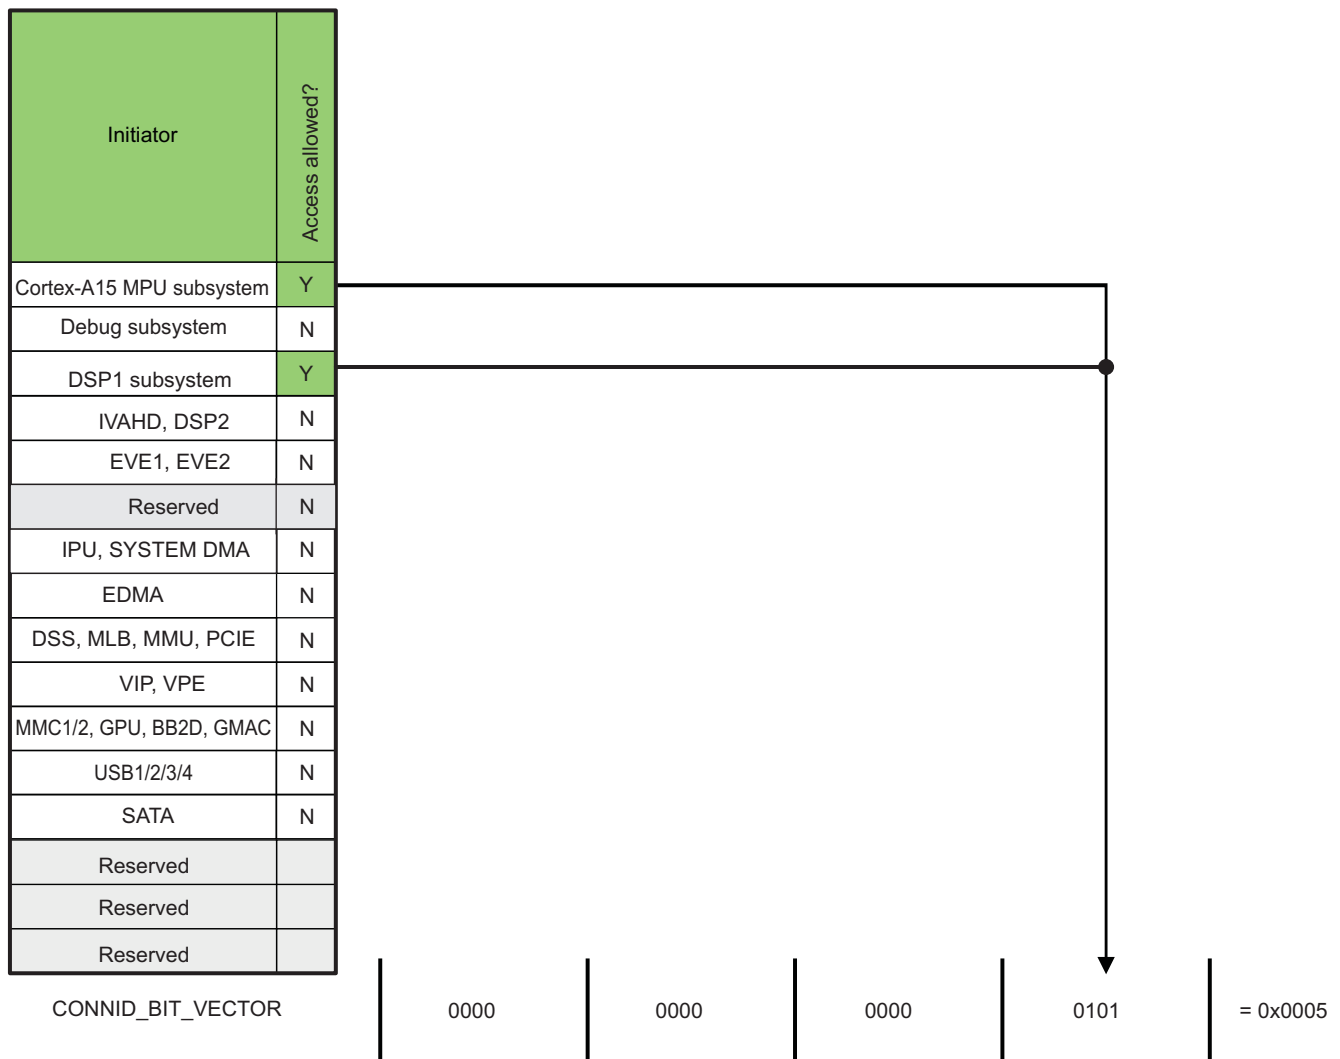 Initiator Access allowed?
Cortex-A15 MPU subsystem Y
Debug subsystem N
DSP1 subsystem Y
IVAHD, DSP2 N
EVE1, EVE2 N
Reserved N
IPU, SYSTEM DMA N
EDMA N
DSS, MLB, MMU, PCIE N
VIP, VPE N
MMC1/2, GPU, BB2D, GMAC N
USB1/2/3/4 N
SATA N
Reserved
Reserved
Reserved
CONNID_BIT_VECTOR 0000 0000 0000 0101 = 0x0005